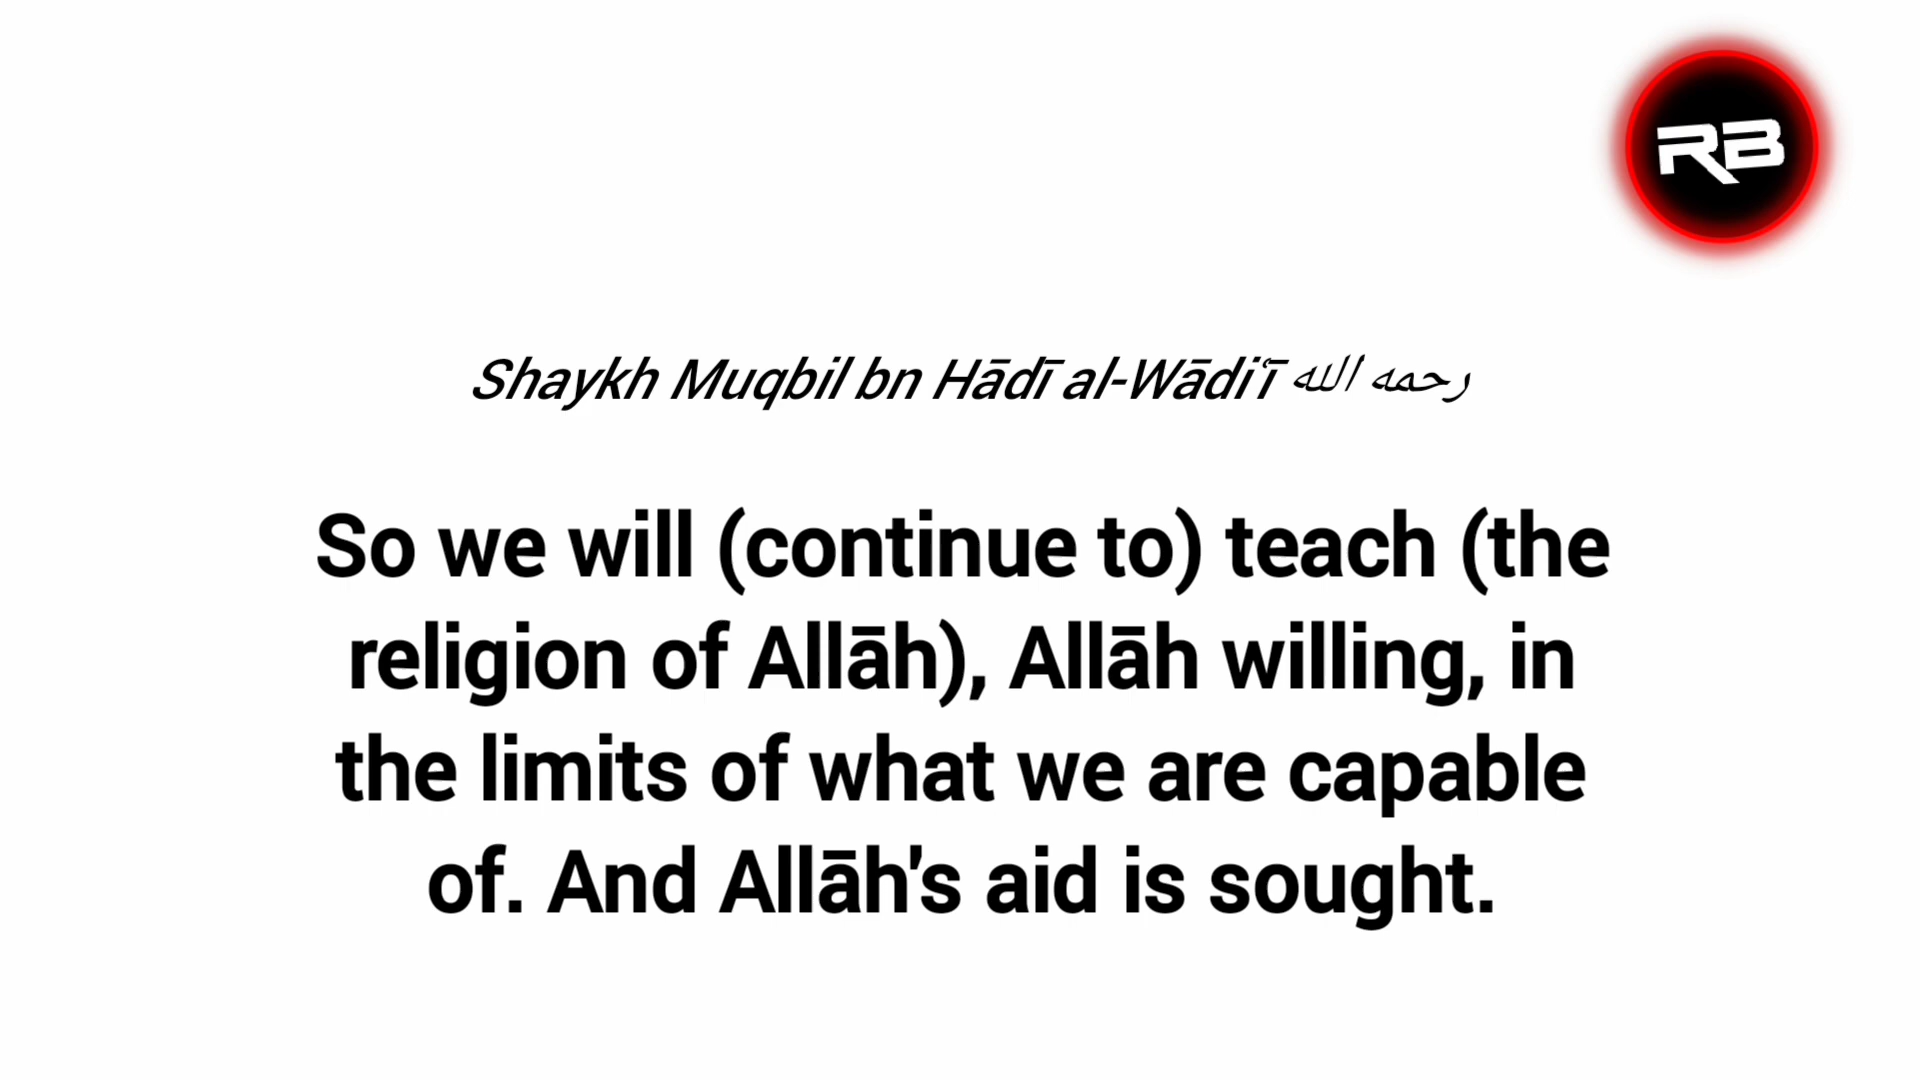 RB
Shaykh Muqbil bn Hādī al-Wādiʿī رحمه الله
So we will (continue to) teach (the
religion of Allāh), Allāh willing, in
the limits of what we are capable
of. And Allāh's aid is sought.